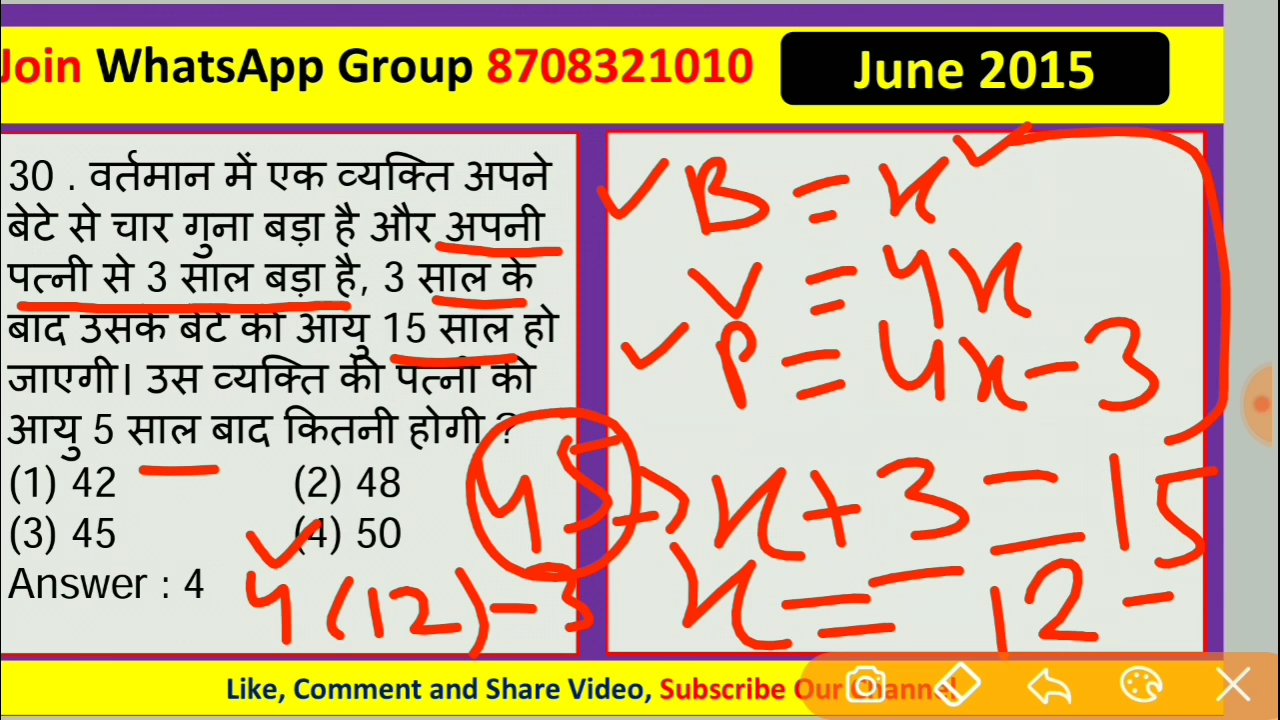 Join WhatsApp Group 8708321010
June 2015
30 . वर्तमान में एक व्यक्ति अपने
बेटे से चार गुना बड़ा है और अपनी
पत्नी से 3 साल बड़ा है, 3 साल के
बाद उसके बेटे की आयु 15 साल हो
जाएगी। उस व्यक्ति की पत्नी की
आयु 5 साल बाद कितनी होगी ?
(1) 42 (2) 48
(3) 45 (4) 50
Answer : 4
B = x
V = 4x
P = 4x-3
x+3=15
x = 12
45
4(12)-3
Like, Comment and Share Video, Subscribe Our Channel